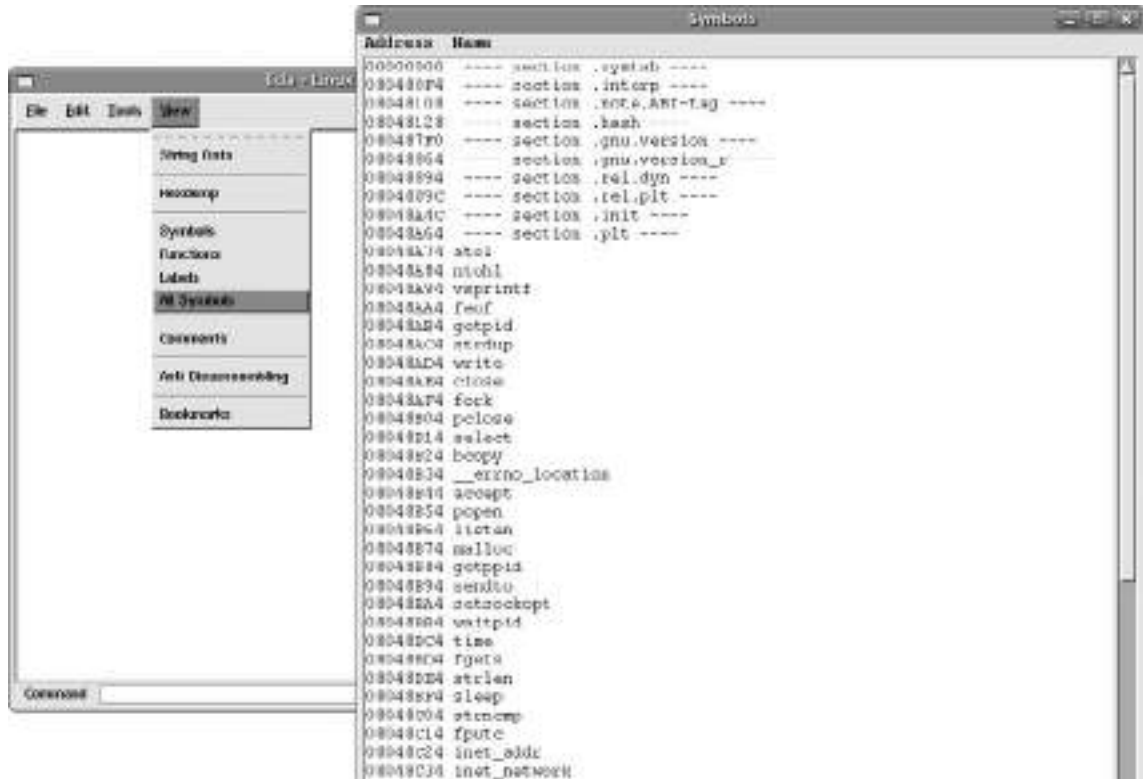 File Edit Tools View
String Data
Hexdump
Symbols
Functions
Labels
All Symbols
Comments
Anti Disassembling
Bookmarks
Command
Symbols
Address Name
00000000 ---- section .symtab ----
080480F4 ---- section .interp ----
08048108 ---- section .note.ABI-tag ----
08048128 ---- section .hash ----
080487F0 ---- section .gnu.version ----
08048864 ---- section .gnu.version_r ----
08048894 ---- section .rel.dyn ----
0804889C ---- section .rel.plt ----
08048A4C ---- section .init ----
08048A64 ---- section .plt ----
08048A74 atoi
08048A84 ntohl
08048A94 vsprintf
08048AA4 feof
08048AB4 getpid
08048AC4 strdup
08048AD4 write
08048AE4 close
08048AF4 fork
08048B04 pclose
08048B14 select
08048B24 bcopy
08048B34 __errno_location
08048B44 accept
08048B54 popen
08048B64 listen
08048B74 malloc
08048B84 getppid
08048B94 sendto
08048BA4 setsockopt
08048BB4 waitpid
08048BC4 time
08048BD4 fgets
08048BE4 strlen
08048BF4 sleep
08048C04 strncmp
08048C14 fputc
08048C24 inet_addr
08048C34 inet_network